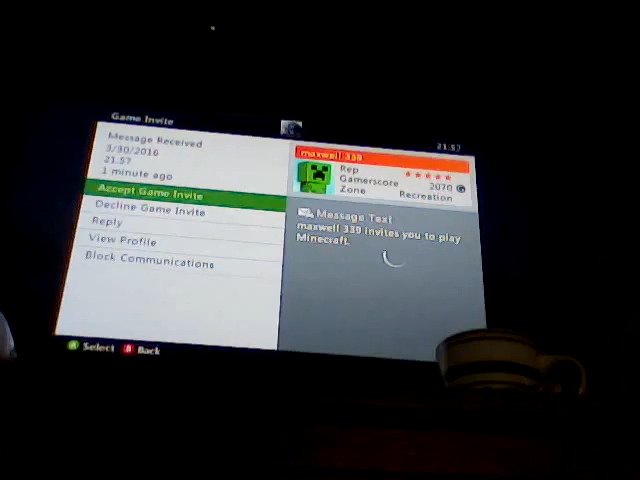 Game Invite
21:57
Message Received
3/30/2016
21:57
1 minute ago
Accept Game Invite
Decline Game Invite
Reply
View Profile
Block Communications
maxwell 339
Rep
Gamerscore 2070 G
Zone Recreation
Message Text
maxwell 339 invites you to play
Minecraft.
A Select B Back